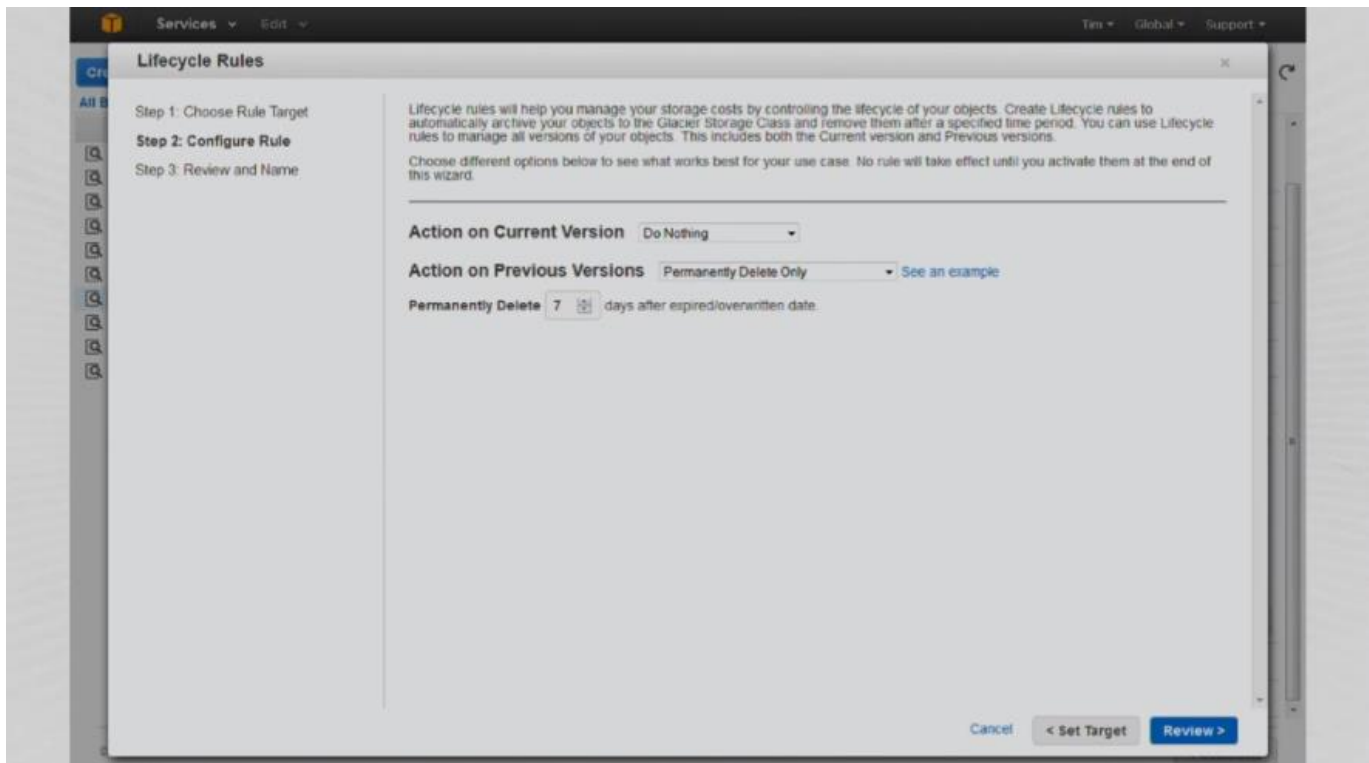 Services Edit Tim Global Support
Lifecycle Rules
Cre
All B
Step 1: Choose Rule Target
Step 2: Configure Rule
Step 3: Review and Name
Lifecycle rules will help you manage your storage costs by controlling the lifecycle of your objects. Create Lifecycle rules to
automatically archive your objects to the Glacier Storage Class and remove them after a specified time period. You can use Lifecycle
rules to manage all versions of your objects. This includes both the Current version and Previous versions.
Choose different options below to see what works best for your use case. No rule will take effect until you activate them at the end of
this wizard.
Action on Current Version Do Nothing
Action on Previous Versions Permanently Delete Only See an example
Permanently Delete 7 days after expired/overwritten date.
Cancel < Set Target Review >